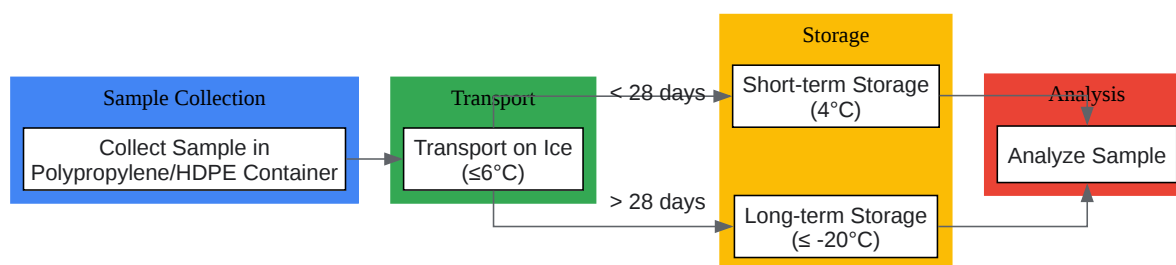 Sample Collection
Collect Sample in
Polypropylene/HDPE Container
Transport
Transport on Ice
(≤6°C)
< 28 days
> 28 days
Storage
Short-term Storage
(4°C)
Long-term Storage
(≤ -20°C)
Analysis
Analyze Sample